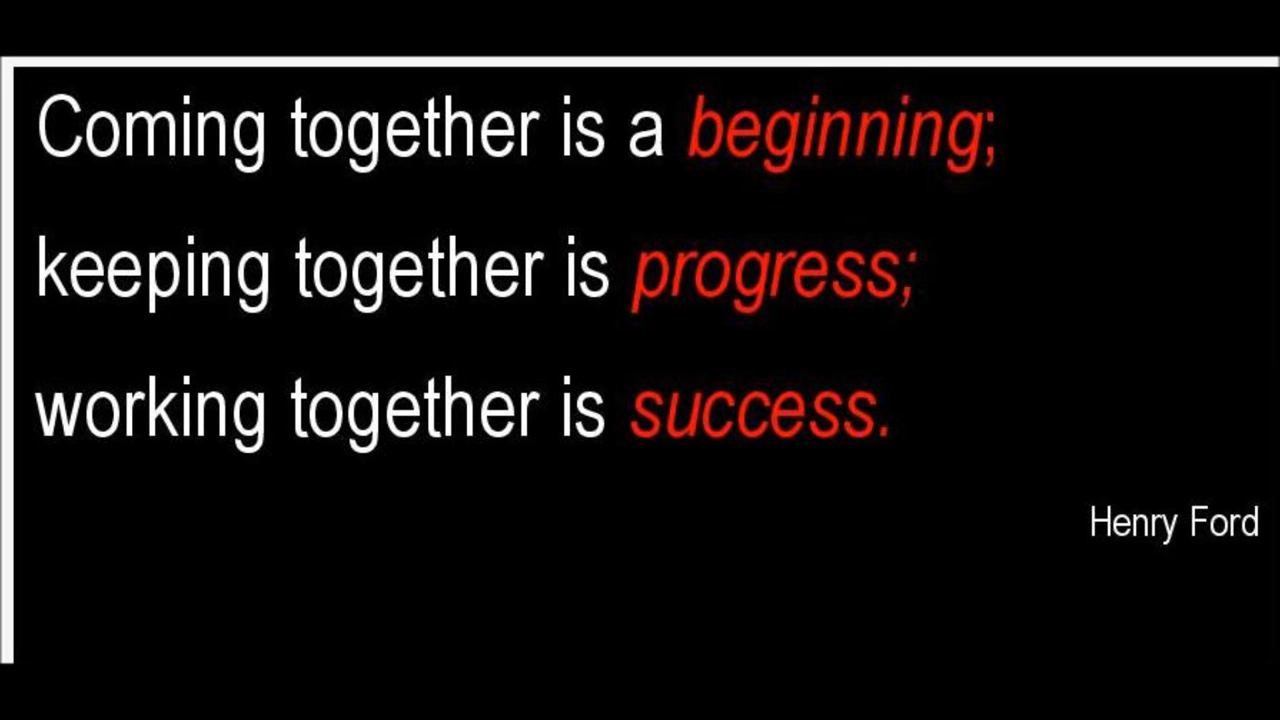 Coming together is a beginning;
keeping together is progress;
working together is success.
Henry Ford